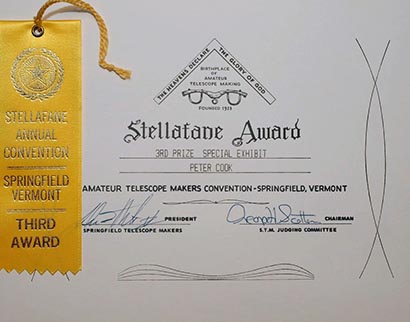 STELLAFANE
ANNUAL
CONVENTION
SPRINGFIELD
VERMONT
THIRD
AWARD
THE HEAVENS DECLARE
THE GLORY OF GOD
BIRTHPLACE
OF
AMATEUR
TELESCOPE MAKING
FOUNDED 1923
Stellafane Award
3RD PRIZE SPECIAL EXHIBIT
PETER COOK
AMATEUR TELESCOPE MAKERS CONVENTION-SPRINGFIELD, VERMONT
PRESIDENT
CHAIRMAN
SPRINGFIELD TELESCOPE MAKERS
S.T.M. JUDGING COMMITTEE